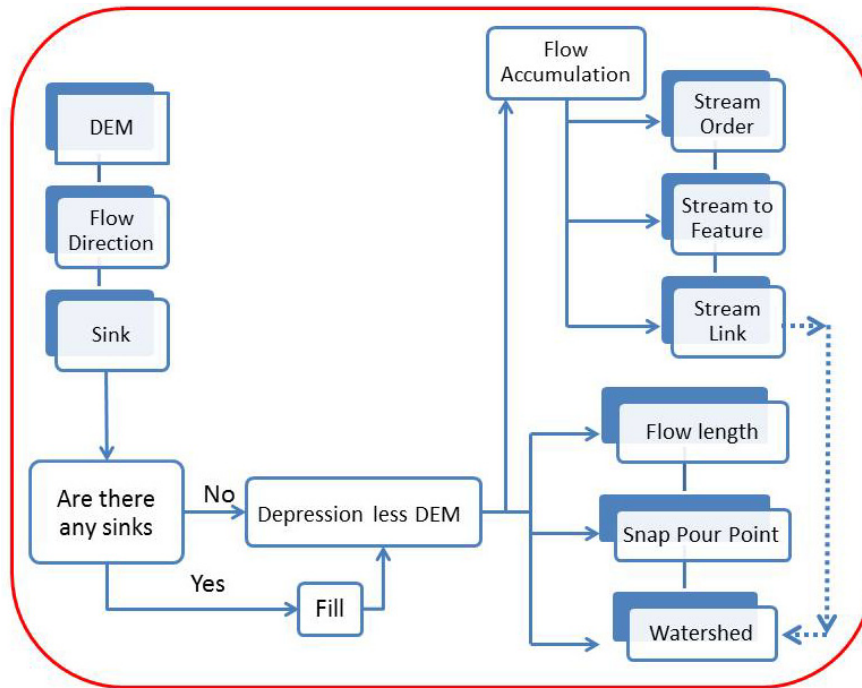 DEM
Flow
Direction
Sink
Are there
any sinks
No
Yes
Fill
Depression less DEM
Flow
Accumulation
Stream
Order
Stream to
Feature
Stream
Link
Flow length
Snap Pour Point
Watershed